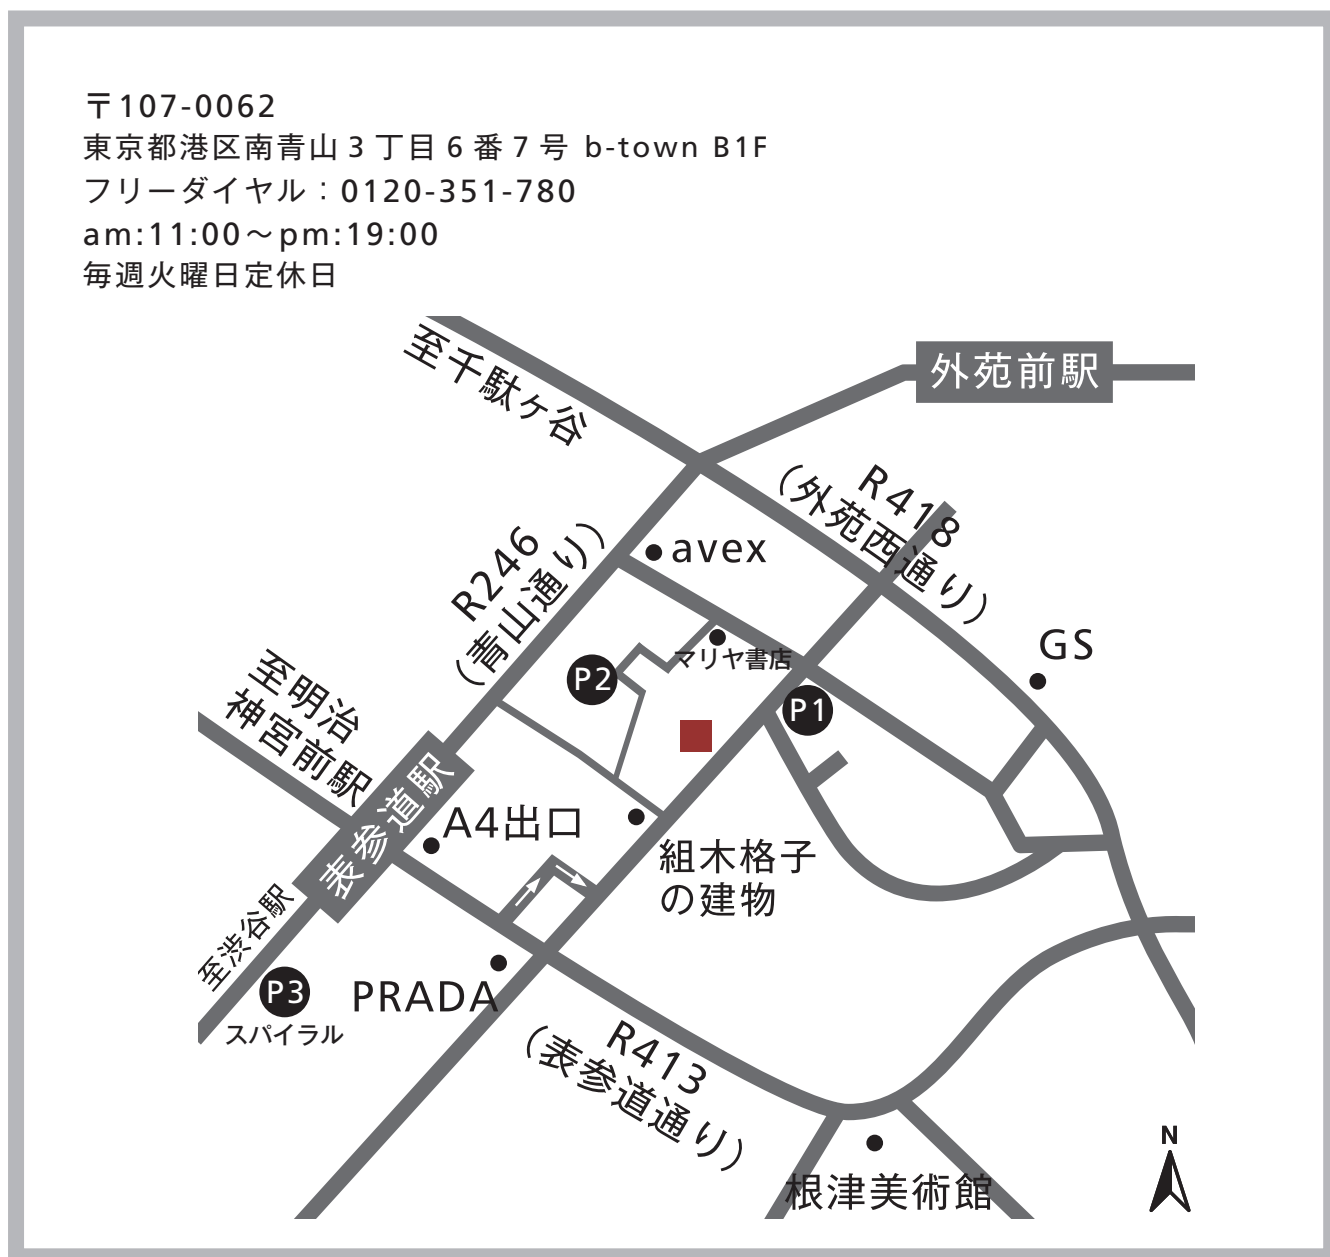 〒107-0062
東京都港区南青山3丁目6番7号 b-town B1F
フリーダイヤル：0120-351-780
am:11:00～pm:19:00
毎週火曜日定休日
至千駄ヶ谷
外苑前駅
R418
（外苑西通り）
R246
（青山通り）
avex
GS
マリヤ書店
P2
P1
至明治
神宮前駅
表参道駅
A4出口
組木格子
の建物
至渋谷駅
P3
スパイラル
PRADA
R413
（表参道通り）
根津美術館
N